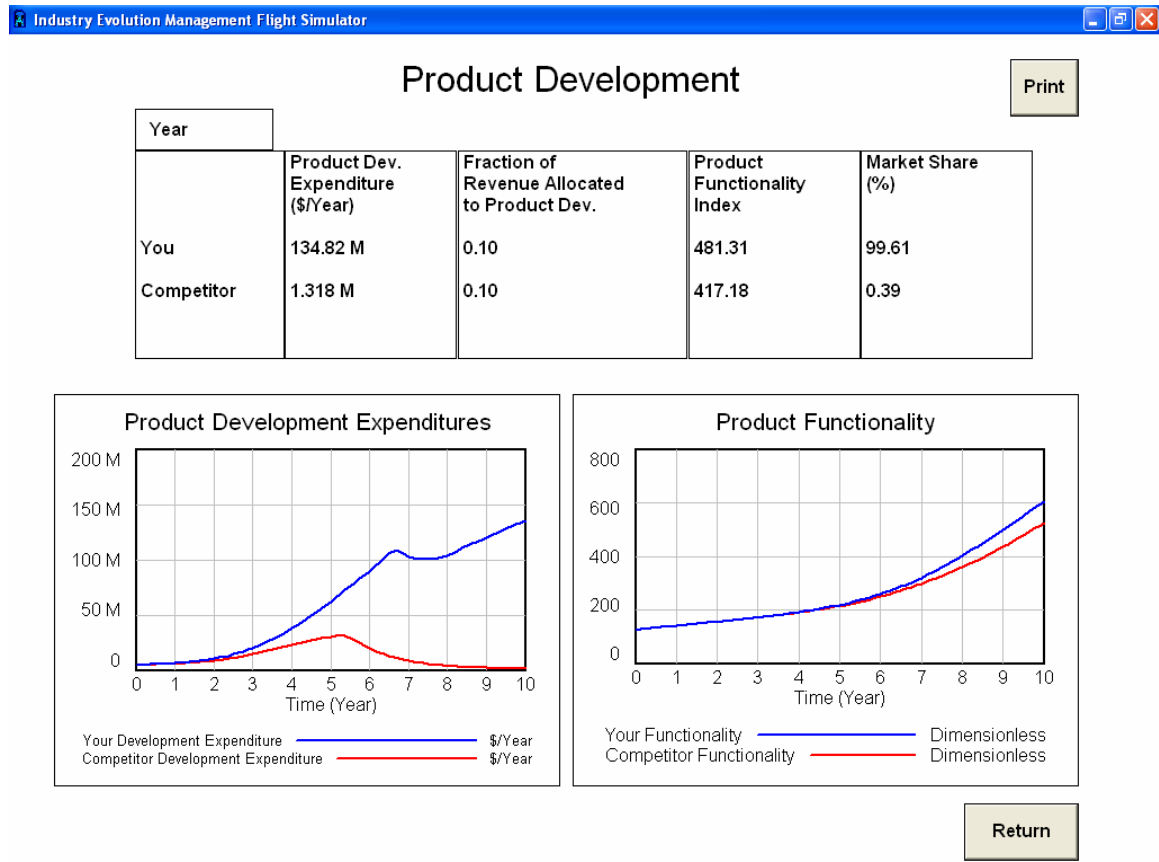 Industry Evolution Management Flight Simulator
Product Development
Print
Year
Product Dev.
Expenditure
($/Year)
Fraction of
Revenue Allocated
to Product Dev.
Product
Functionality
Index
Market Share
(%)
You 134.82 M 0.10 481.31 99.61
Competitor 1.318 M 0.10 417.18 0.39
Product Development Expenditures
200 M
150 M
100 M
50 M
0
0 1 2 3 4 5 6 7 8 9 10
Time (Year)
Your Development Expenditure $/Year
Competitor Development Expenditure $/Year
Product Functionality
800
600
400
200
0
0 1 2 3 4 5 6 7 8 9 10
Time (Year)
Your Functionality Dimensionless
Competitor Functionality Dimensionless
Return